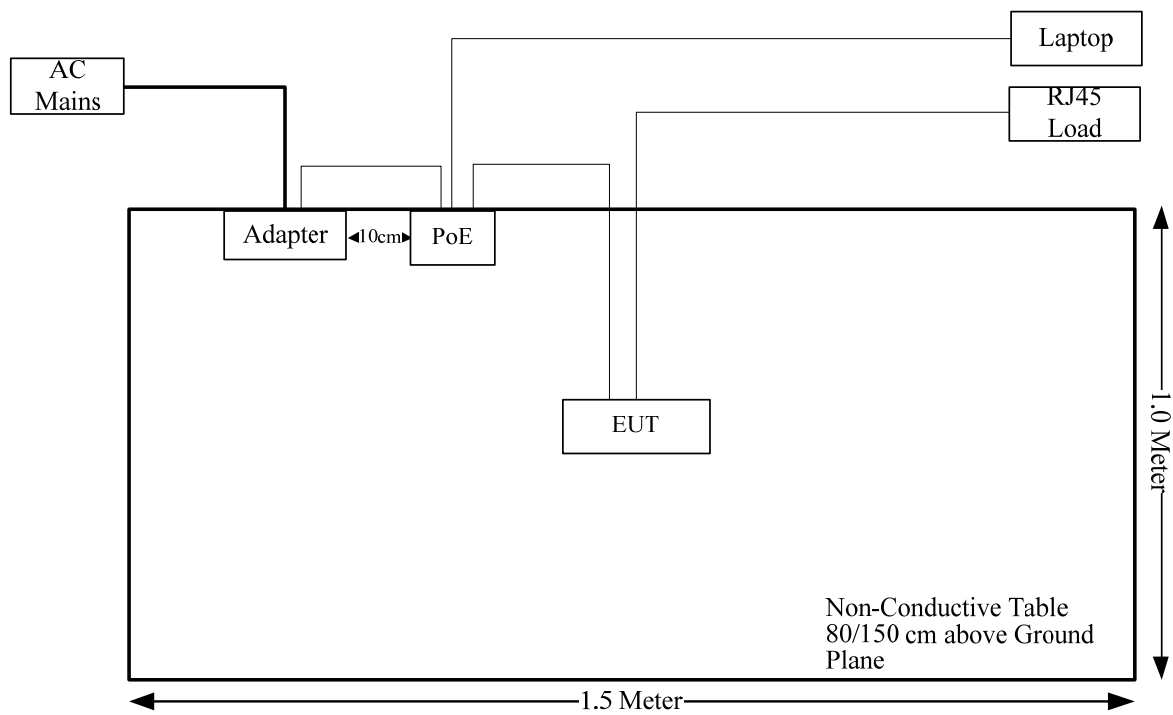 Laptop
AC
Mains
RJ45
Load
Adapter
10cm
PoE
EUT
1.0 Meter
Non-Conductive Table
80/150 cm above Ground
Plane
1.5 Meter